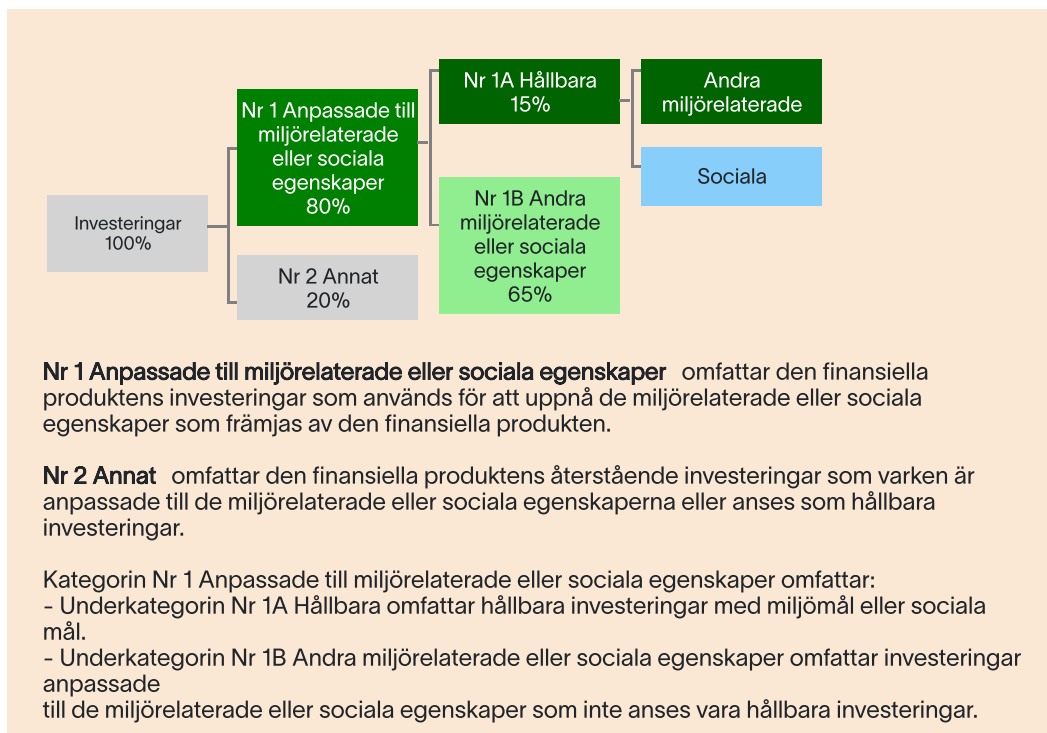 Investeringar
100%
Nr 1 Anpassade till
miljörelaterade
eller sociala
egenskaper
80%
Nr 2 Annat
20%
Nr 1A Hållbara
15%
Nr 1B Andra
miljörelaterade
eller sociala
egenskaper
65%
Andra
miljörelaterade
Sociala
Nr 1 Anpassade till miljörelaterade eller sociala egenskaper omfattar den finansiella
produktens investeringar som används för att uppnå de miljörelaterade eller sociala
egenskaper som främjas av den finansiella produkten.
Nr 2 Annat omfattar den finansiella produktens återstående investeringar som varken är
anpassade till de miljörelaterade eller sociala egenskaperna eller anses som hållbara
investeringar.
Kategorin Nr 1 Anpassade till miljörelaterade eller sociala egenskaper omfattar:
- Underkategorin Nr 1A Hållbara omfattar hållbara investeringar med miljömål eller sociala
mål.
- Underkategorin Nr 1B Andra miljörelaterade eller sociala egenskaper omfattar investeringar
anpassade
till de miljörelaterade eller sociala egenskaper som inte anses vara hållbara investeringar.